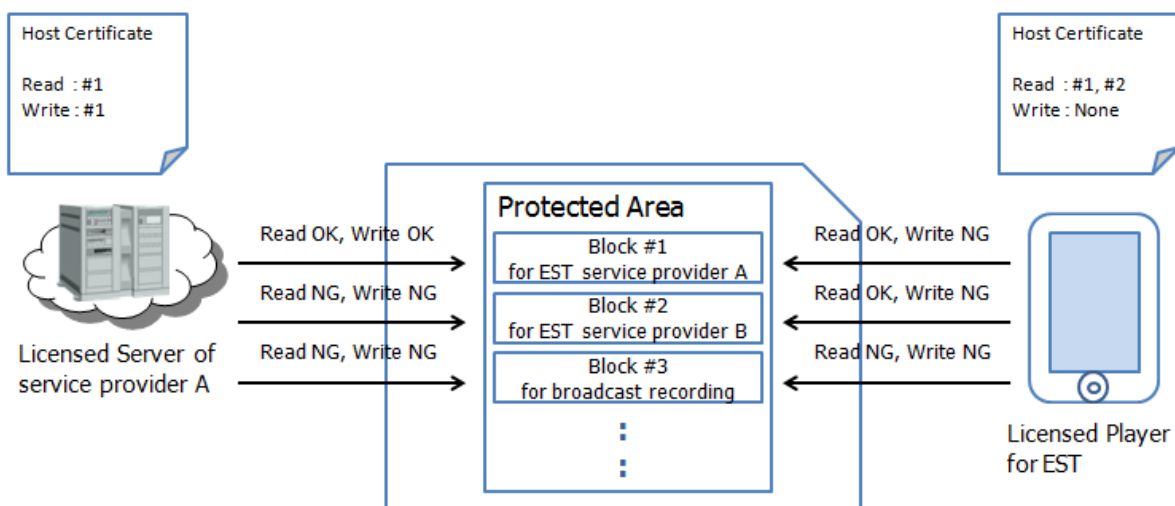 Host Certificate
Read : #1
Write : #1
Host Certificate
Read : #1, #2
Write : None
Protected Area
Read OK, Write OK
Block #1
for EST service provider A
Read OK, Write NG
Read NG, Write NG
Block #2
for EST service provider B
Read OK, Write NG
Read NG, Write NG
Block #3
for broadcast recording
Read NG, Write NG
Licensed Server of
service provider A
Licensed Player
for EST